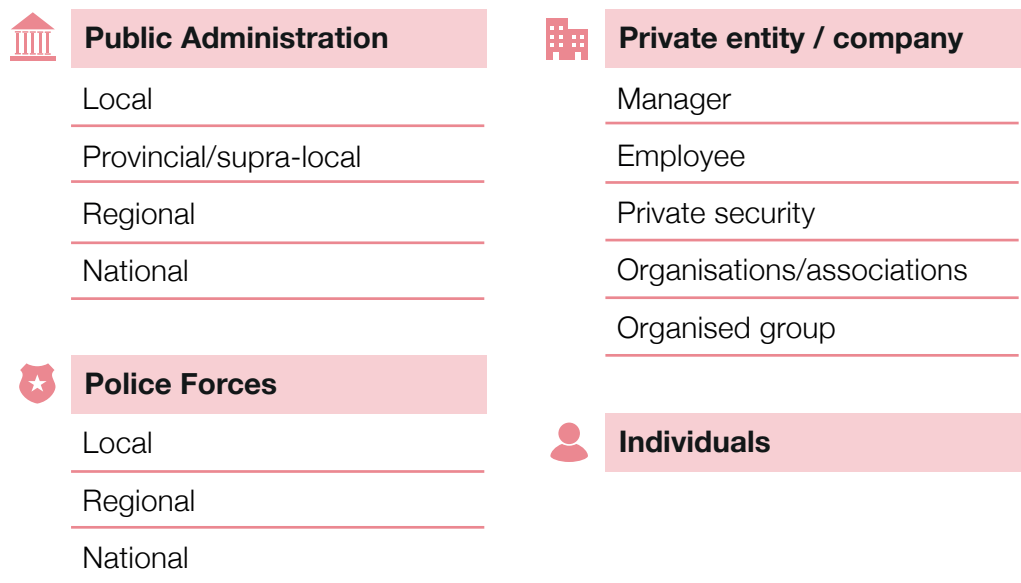 Public Administration
Local
Provincial/supra-local
Regional
National
Police Forces
Local
Regional
National
Private entity / company
Manager
Employee
Private security
Organisations/associations
Organised group
Individuals